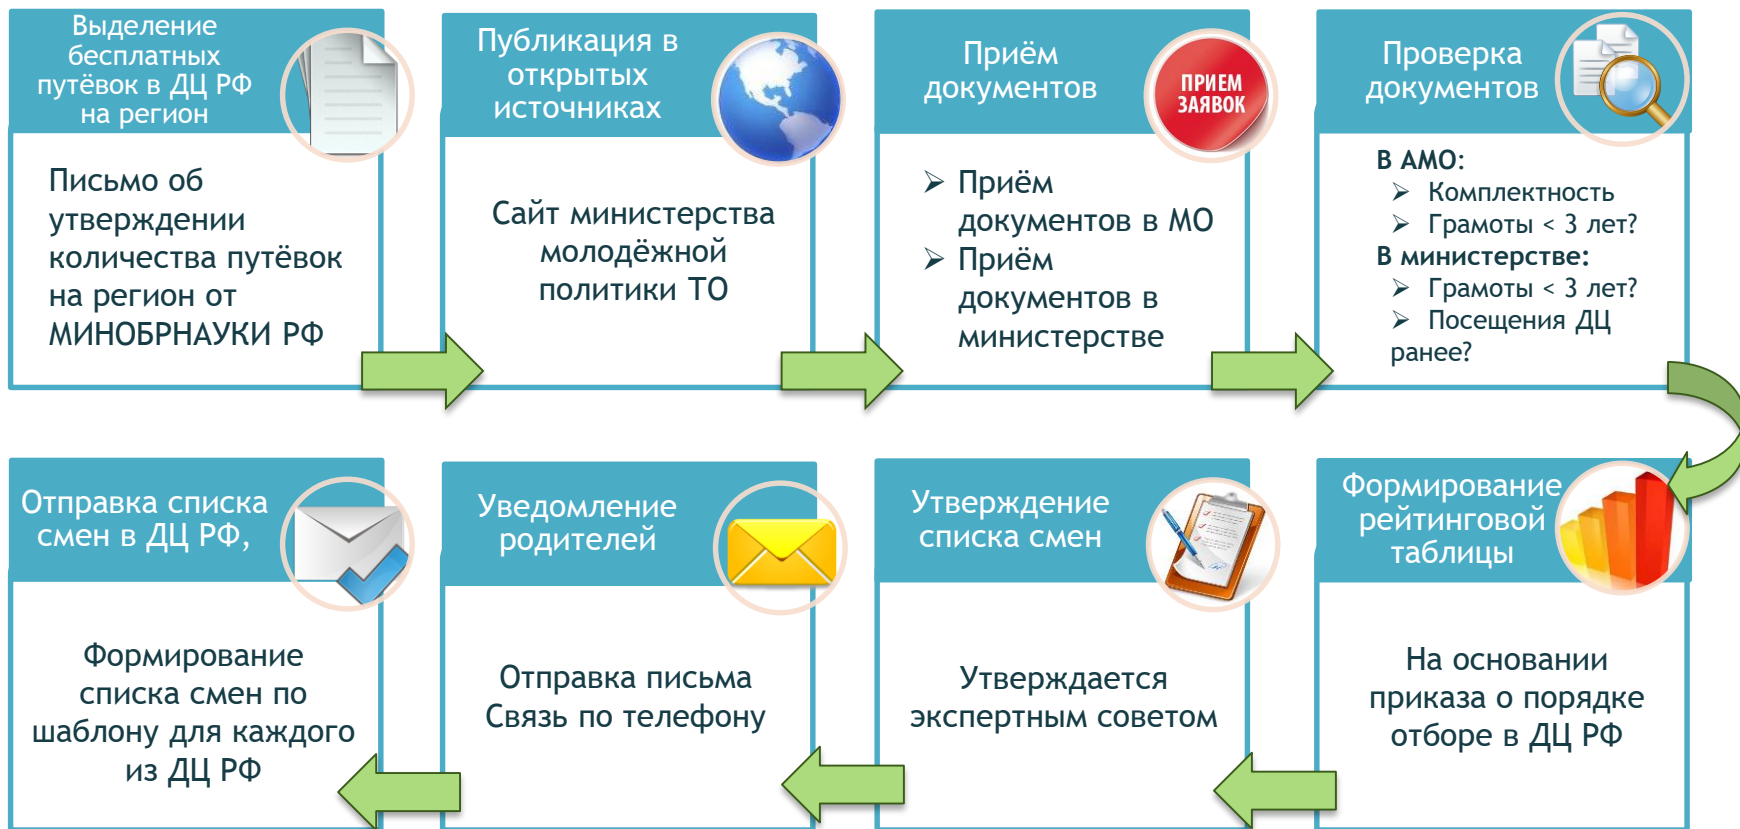 Выделение
бесплатных
путёвок в ДЦ РФ
на регион
Письмо об
утверждении
количества путёвок
на регион от
МИНОБРНАУКИ РФ
Публикация в
открытых
источниках
Сайт министерства
молодёжной
политики ТО
Приём
документов
ПРИЕМ
ЗАЯВОК
➢ Приём
документов в МО
➢ Приём
документов в
министерстве
Проверка
документов
В АМО:
➢ Комплектность
➢ Грамоты < 3 лет?
В министерстве:
➢ Грамоты < 3 лет?
➢ Посещения ДЦ
ранее?
Формирование
рейтинговой
таблицы
На основании
приказа о порядке
отборе в ДЦ РФ
Утверждение
списка смен
Утверждается
экспертным советом
Уведомление
родителей
Отправка письма
Связь по телефону
Отправка списка
смен в ДЦ РФ,
Формирование
списка смен по
шаблону для каждого
из ДЦ РФ